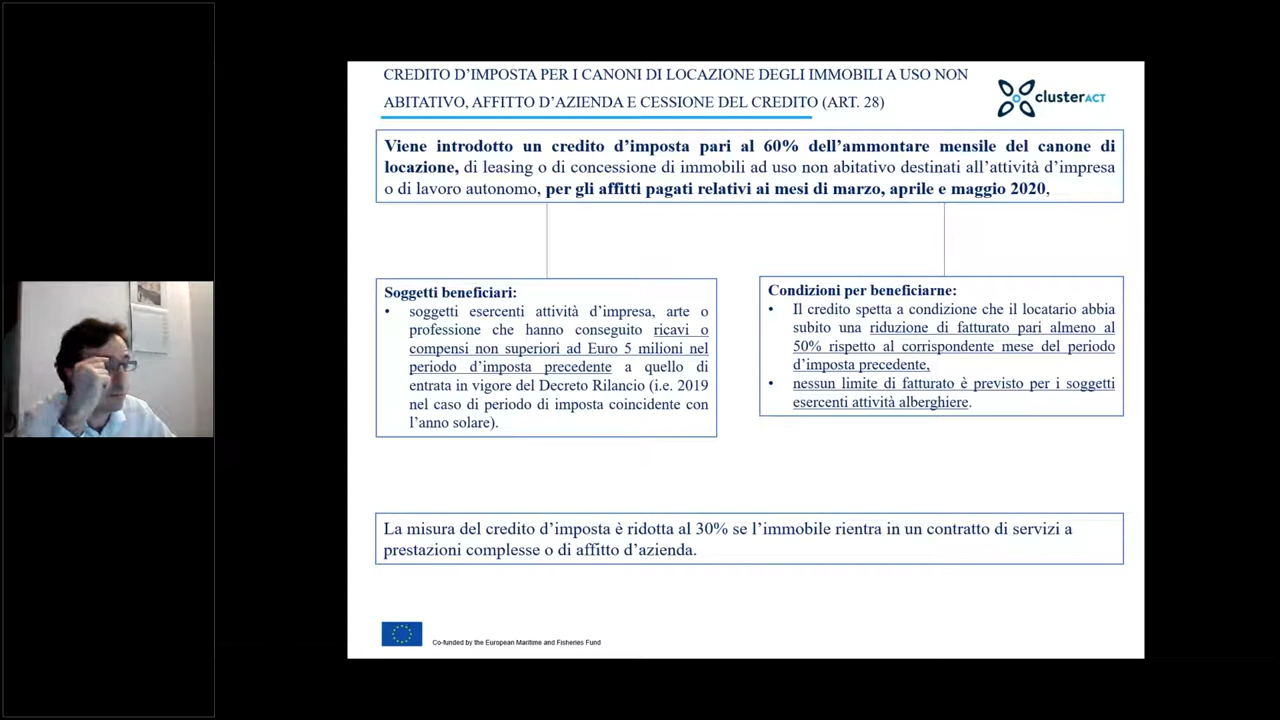 CREDITO D'IMPOSTA PER I CANONI DI LOCAZIONE DEGLI IMMOBILI A USO NON
ABITATIVO, AFFITTO D'AZIENDA E CESSIONE DEL CREDITO (ART. 28)
clusterACT
Viene introdotto un credito d'imposta pari al 60% dell'ammontare mensile del canone di
locazione, di leasing o di concessione di immobili ad uso non abitativo destinati all'attività d'impresa
o di lavoro autonomo, per gli affitti pagati relativi ai mesi di marzo, aprile e maggio 2020,
Soggetti beneficiari:
• soggetti esercenti attività d'impresa, arte o
professione che hanno conseguito ricavi o
compensi non superiori ad Euro 5 milioni nel
periodo d'imposta precedente a quello di
entrata in vigore del Decreto Rilancio (i.e. 2019
nel caso di periodo di imposta coincidente con
l'anno solare).
Condizioni per beneficiarne:
• Il credito spetta a condizione che il locatario abbia
subito una riduzione di fatturato pari almeno al
50% rispetto al corrispondente mese del periodo
d'imposta precedente,
• nessun limite di fatturato è previsto per i soggetti
esercenti attività alberghiere.
La misura del credito d'imposta è ridotta al 30% se l'immobile rientra in un contratto di servizi a
prestazioni complesse o di affitto d'azienda.
Co-funded by the European Maritime and Fisheries Fund